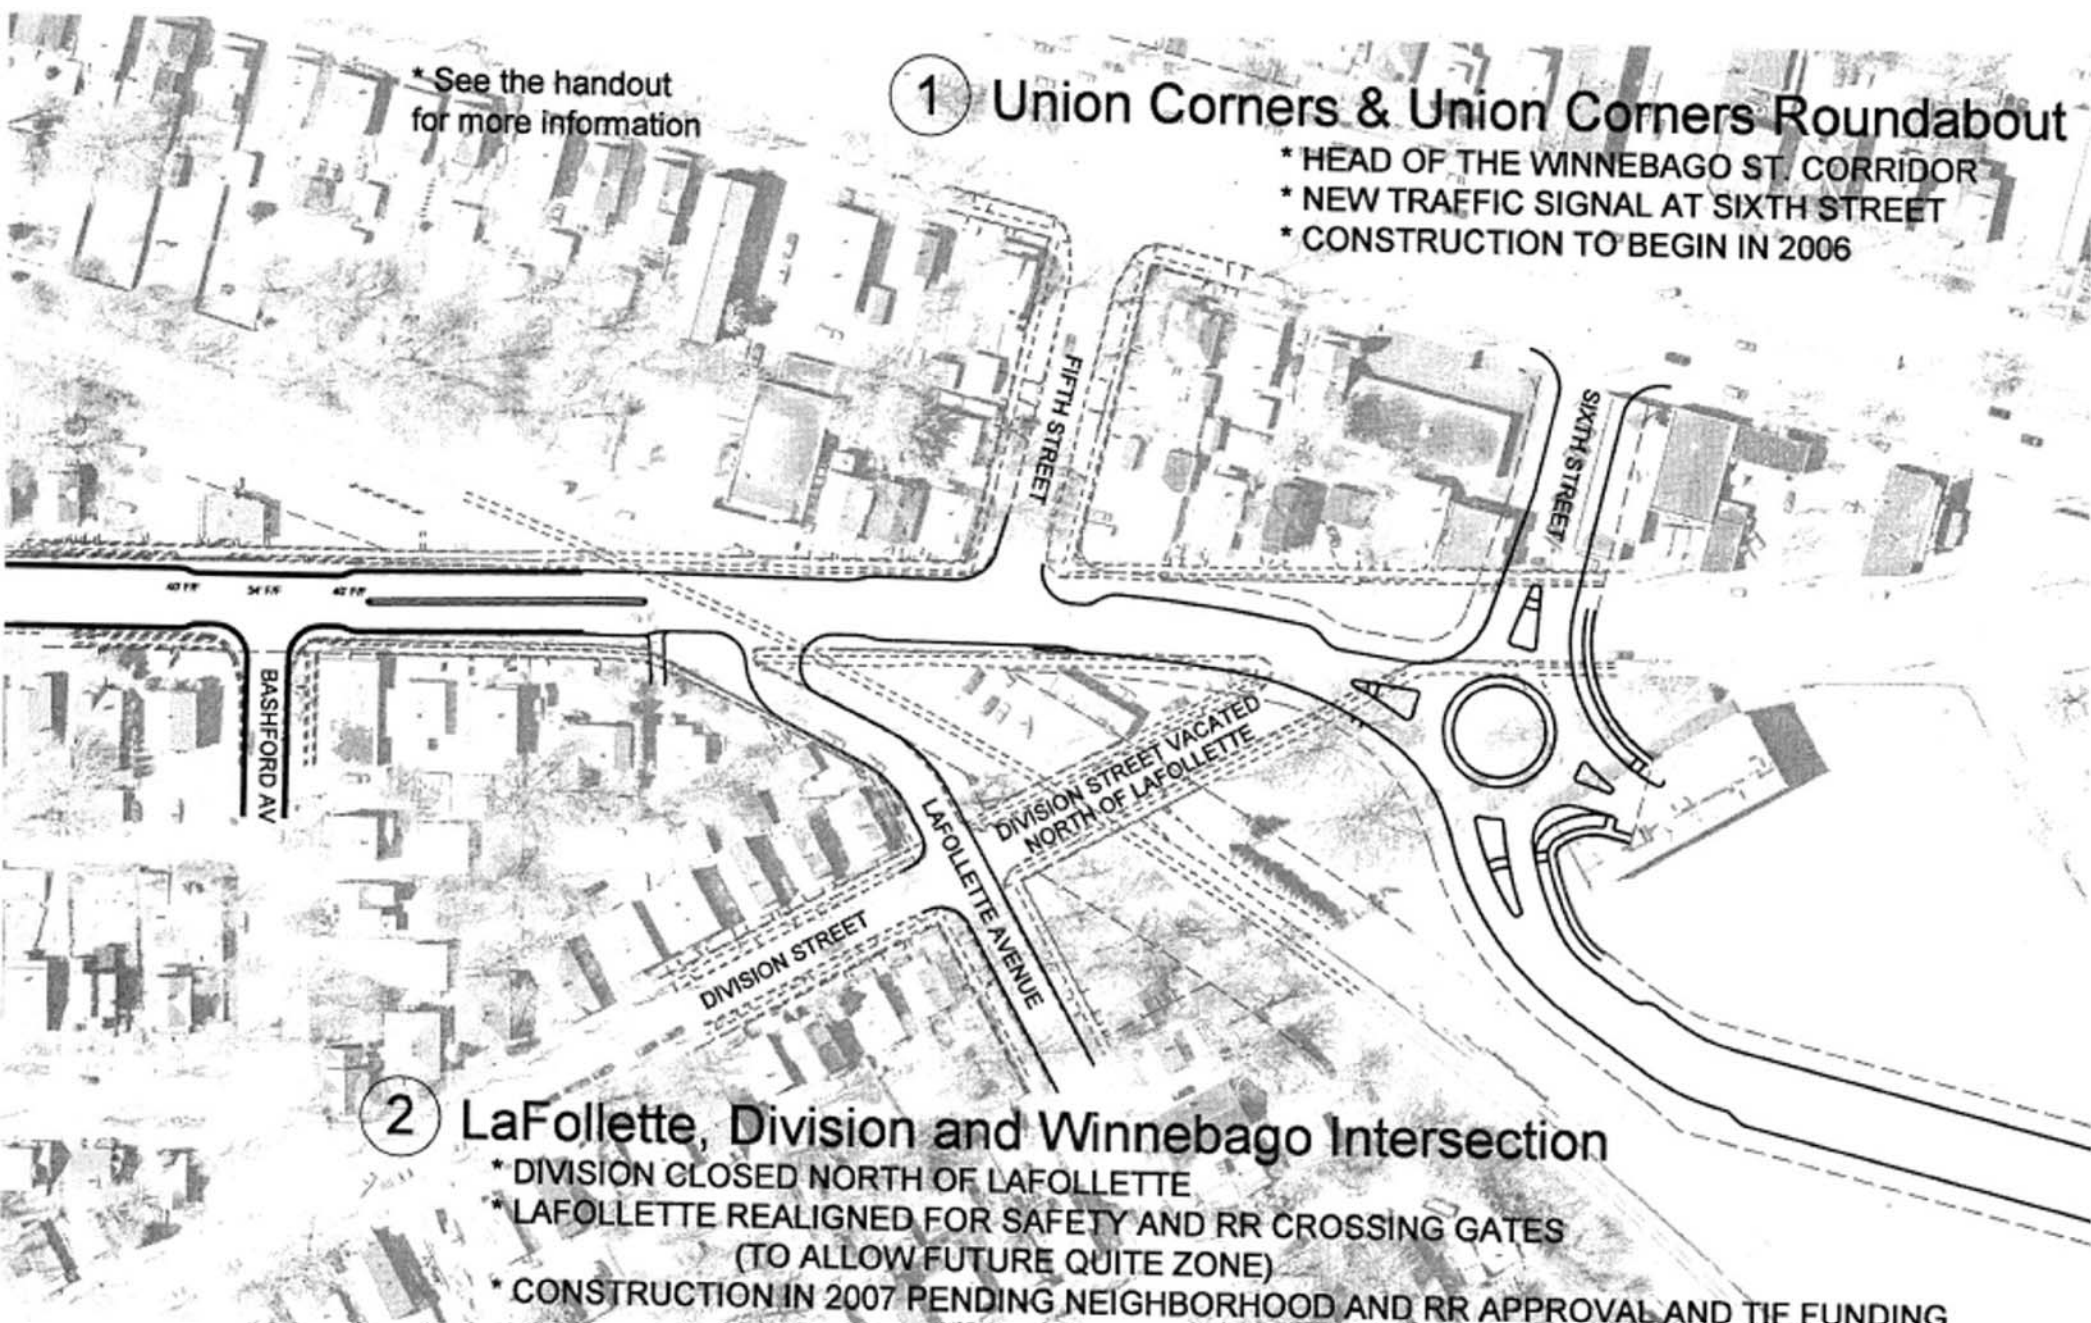 * See the handout
for more information
1 Union Corners & Union Corners Roundabout
* HEAD OF THE WINNEBAGO ST. CORRIDOR
* NEW TRAFFIC SIGNAL AT SIXTH STREET
* CONSTRUCTION TO BEGIN IN 2006
FIFTH STREET
SIXTH STREET
BASHFORD AV
DIVISION STREET VACATED
NORTH OF LAFOLLETTE
LAFOLLETTE AVENUE
DIVISION STREET
2 LaFollette, Division and Winnebago Intersection
* DIVISION CLOSED NORTH OF LAFOLLETTE
* LAFOLLETTE REALIGNED FOR SAFETY AND RR CROSSING GATES
(TO ALLOW FUTURE QUITE ZONE)
* CONSTRUCTION IN 2007 PENDING NEIGHBORHOOD AND RR APPROVAL AND TIF FUNDING